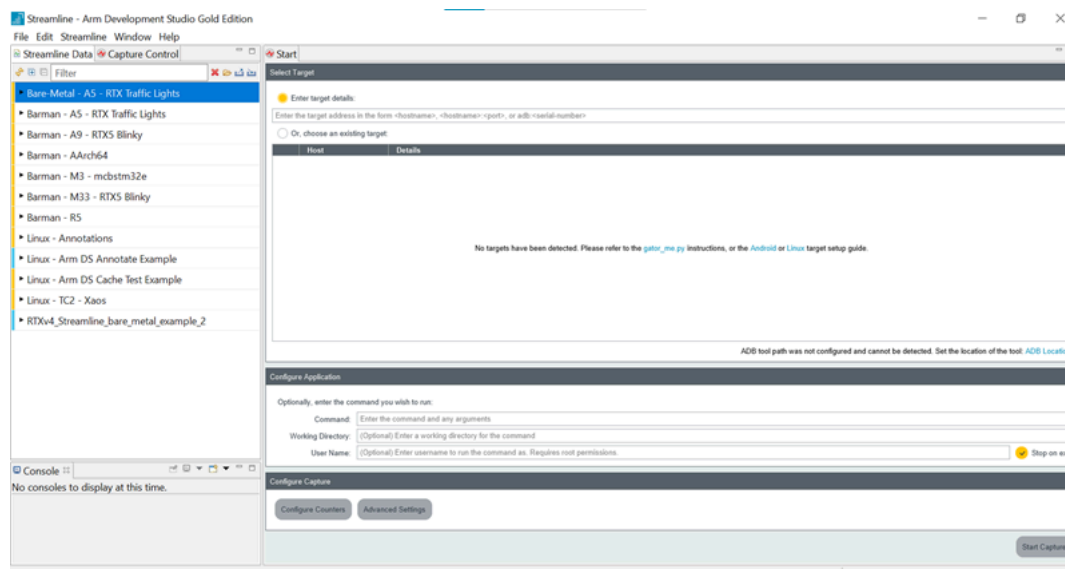 Streamline - Arm Development Studio Gold Edition
File Edit Streamline Window Help
Streamline Data Capture Control
Filter
Bare-Metal - A5 - RTX Traffic Lights
Barman - A5 - RTX Traffic Lights
Barman - A9 - RTX5 Blinky
Barman - AArch64
Barman - M3 - mcbstm32e
Barman - M33 - RTX5 Blinky
Barman - R5
Linux - Annotations
Linux - Arm DS Annotate Example
Linux - Arm DS Cache Test Example
Linux - TC2 - Xaos
RTXv4_Streamline_bare_metal_example_2
Console
No consoles to display at this time.
Start
Select Target
Enter target details:
Enter the target address in the form <hostname>, <hostname>:<port>, or adb:<serial-number>
Or, choose an existing target:
Host Details
No targets have been detected. Please refer to the gator_me.py instructions, or the Android or Linux target setup guide.
ADB tool path was not configured and cannot be detected. Set the location of the tool: ADB Locatio
Configure Application
Optionally, enter the command you wish to run:
Command: Enter the command and any arguments
Working Directory: (Optional) Enter a working directory for the command
User Name: (Optional) Enter username to run the command as. Requires root permissions.
Stop on ex
Configure Capture
Configure Counters Advanced Settings
Start Capture